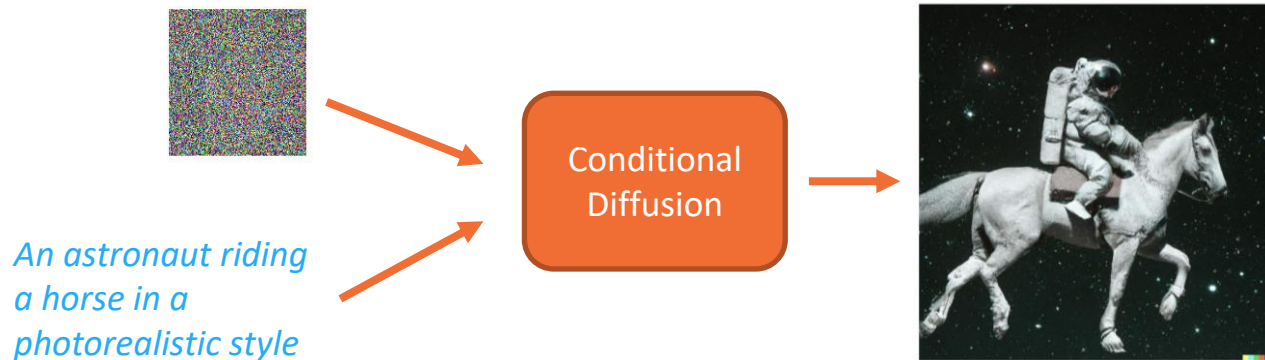 Conditional
Diffusion
An astronaut riding
a horse in a
photorealistic style